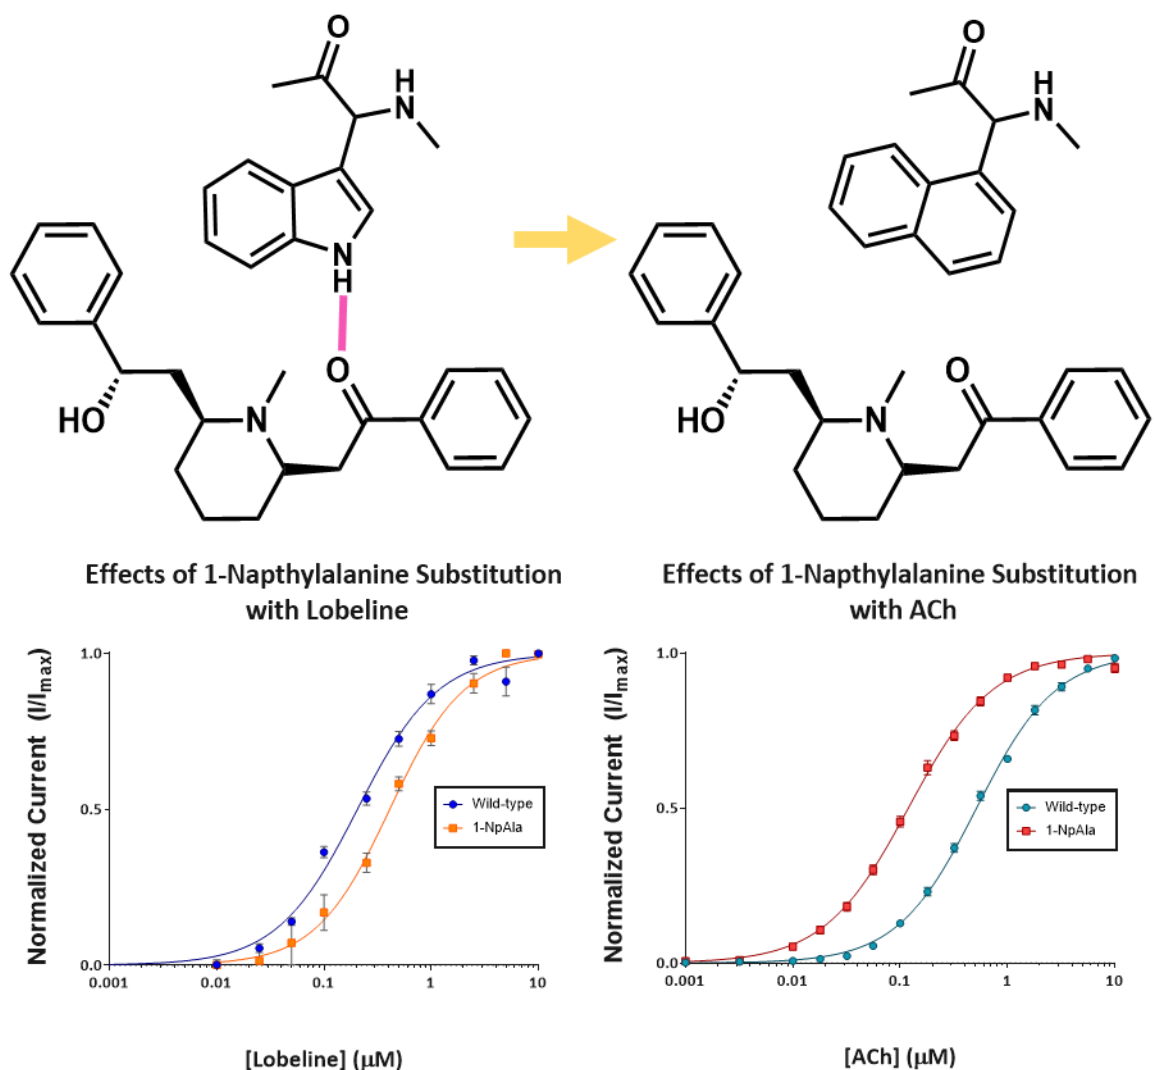 O
H
N
O
H
N
N
H
O
HO
N
O
HO
N
Effects of 1-Napthylalanine Substitution
with Lobeline
Effects of 1-Napthylalanine Substitution
with ACh
Normalized Current (I/Imax)
1.0
0.5
0.0
Wild-type
1-NpAla
0.001 0.01 0.1 1 10
[Lobeline] (μM)
Normalized Current (I/Imax)
1.0
0.5
0.0
Wild-type
1-NpAla
0.001 0.01 0.1 1 10
[ACh] (μM)